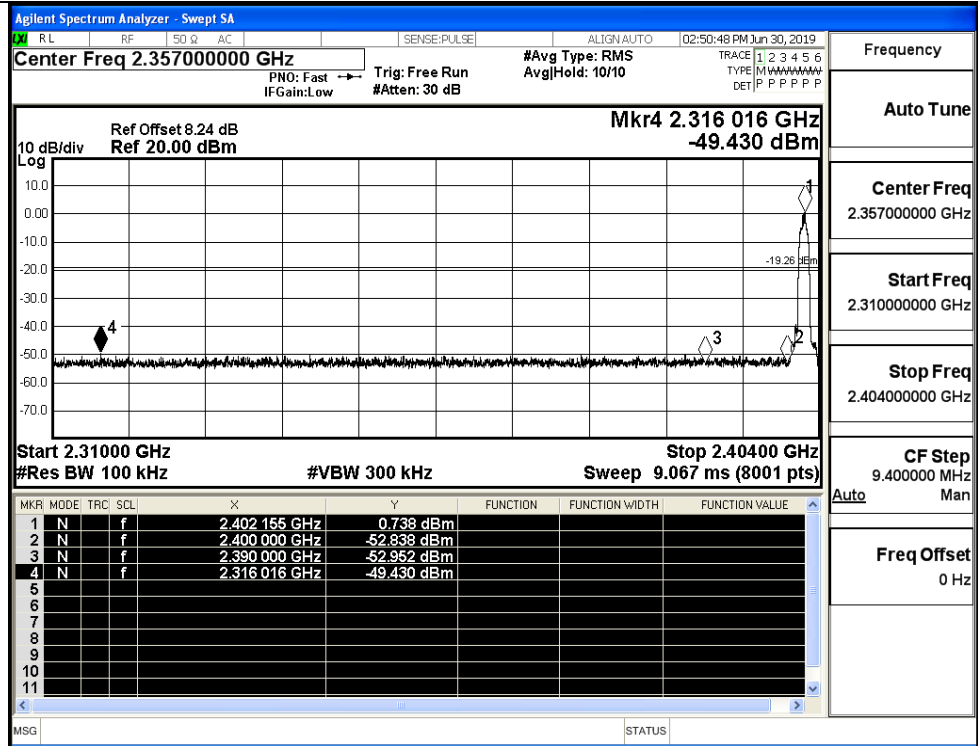 Agilent Spectrum Analyzer - Swept SA
LXI RL RF 50 Ω AC SENSE:PULSE ALIGN AUTO 02:50:48 PM Jun 30, 2019
Center Freq 2.357000000 GHz
PNO: Fast
IFGain:Low
Trig: Free Run
#Atten: 30 dB
#Avg Type: RMS
Avg|Hold: 10/10
TRACE 1 2 3 4 5 6
TYPE M WWWWW
DET P P P P P P
Ref Offset 8.24 dB
10 dB/div Ref 20.00 dBm
Log
Mkr4 2.316 016 GHz
-49.430 dBm
10.0
0.00
-10.0
-20.0
-30.0
-40.0
-50.0
-60.0
-70.0
1
-19.26 dBm
4
3
2
Start 2.31000 GHz Stop 2.40400 GHz
#Res BW 100 kHz #VBW 300 kHz Sweep 9.067 ms (8001 pts)
MKR MODE TRC SCL X Y FUNCTION FUNCTION WIDTH FUNCTION VALUE
1 N f 2.402 155 GHz 0.738 dBm
2 N f 2.400 000 GHz -52.838 dBm
3 N f 2.390 000 GHz -52.952 dBm
4 N f 2.316 016 GHz -49.430 dBm
5
6
7
8
9
10
11
MSG STATUS
Frequency
Auto Tune
Center Freq
2.357000000 GHz
Start Freq
2.310000000 GHz
Stop Freq
2.404000000 GHz
CF Step
9.400000 MHz
Auto Man
Freq Offset
0 Hz